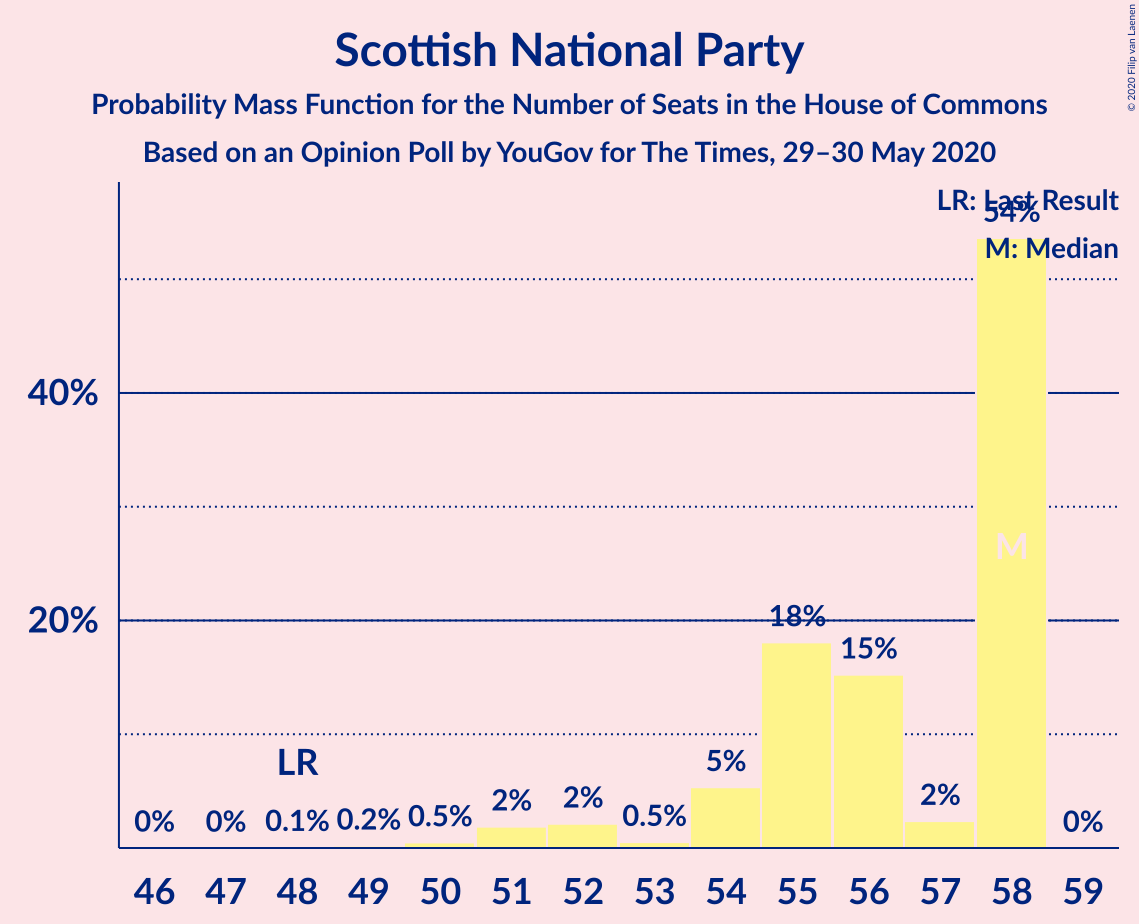 Scottish National Party
Probability Mass Function for the Number of Seats in the House of Commons
Based on an Opinion Poll by YouGov for The Times, 29–30 May 2020
© 2020 Filip van Laenen
LR: Last Result
54%
M: Median
40%
M
20%
18%
15%
LR
5%
0% 0% 0.1% 0.2% 0.5% 2% 2% 0.5% 2% 0%
46 47 48 49 50 51 52 53 54 55 56 57 58 59